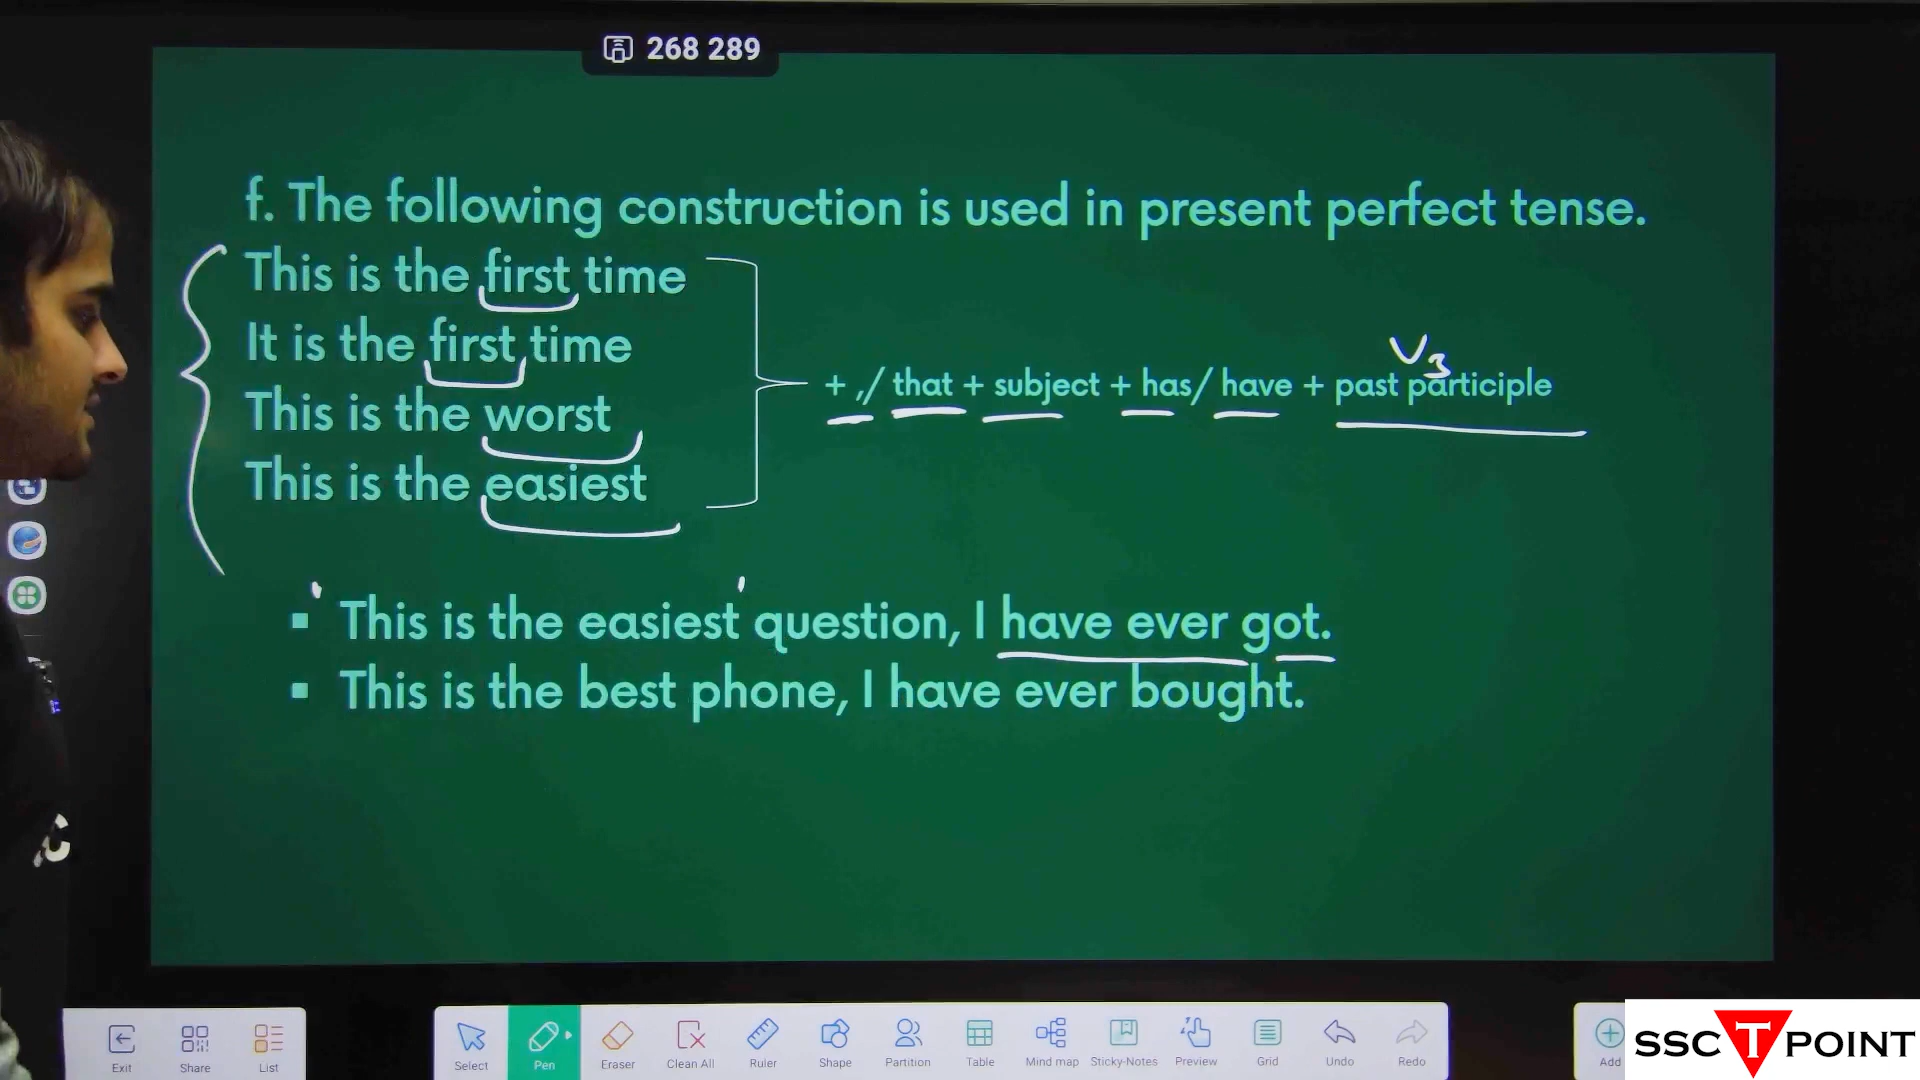 268 289
f. The following construction is used in present perfect tense.
This is the first time
It is the first time
This is the worst
This is the easiest
V3
+ ,/ that + subject + has/ have + past participle
▪ This is the easiest question, I have ever got.
▪ This is the best phone, I have ever bought.
Exit Share List Select Pen Eraser Clean All Ruler Shape Partition Table Mind map Sticky-Notes Preview Grid Undo Redo Add
SSC T POINT